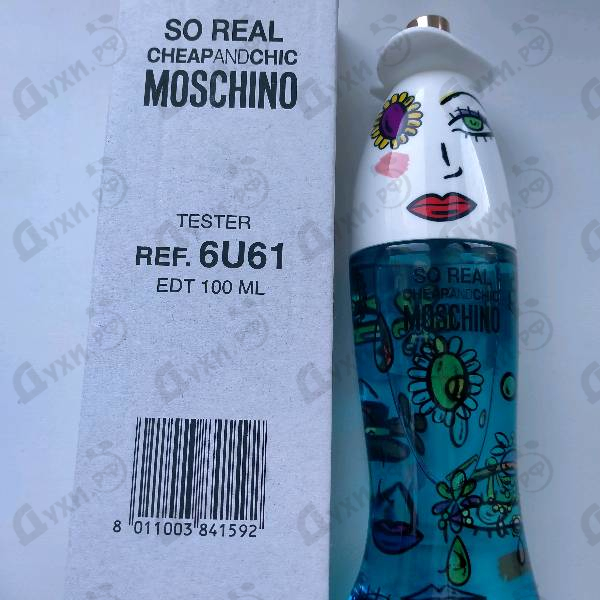 SO REAL
CHEAPANDCHIC
MOSCHINO
TESTER
REF. 6U61
EDT 100 ML
8 011003 841592
SO REAL
CHEAPANDCHIC
MOSCHINO
Духи.РФ